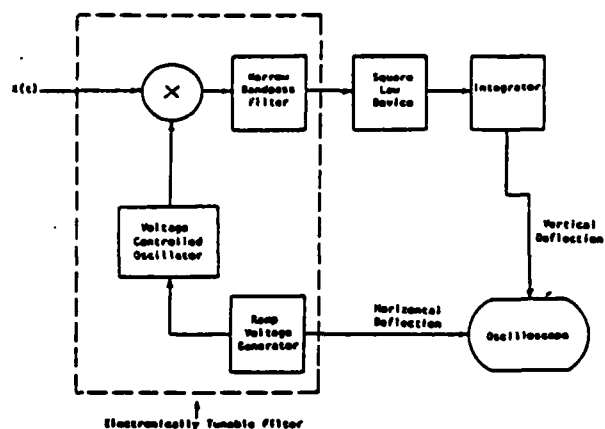 X(t)
X
Narrow
Bandpass
Filter
Square
Law
Device
Integrator
Voltage
Controlled
Oscillator
Vertical
Deflection
Ramp
Voltage
Generator
Horizontal
Deflection
Oscilloscope
Electronically Tunable Filter